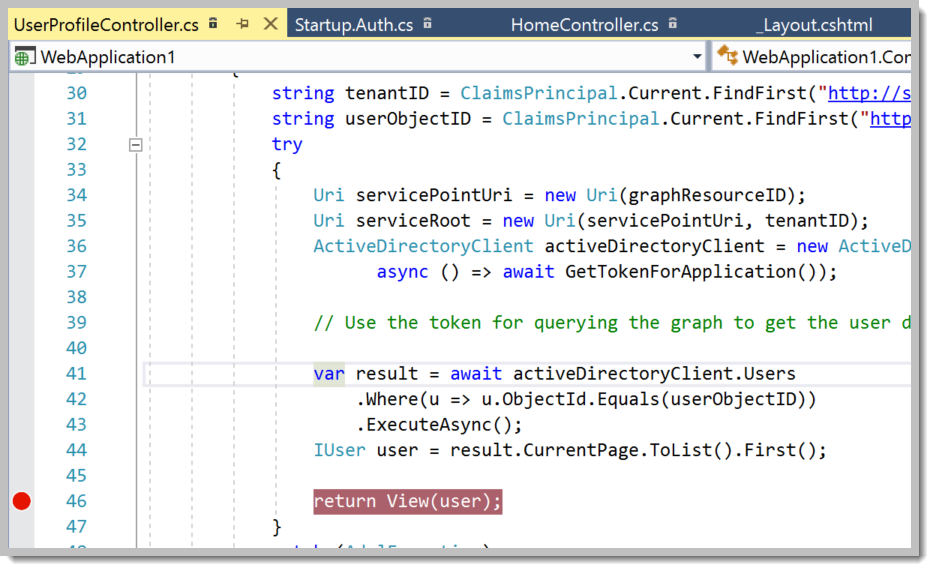 UserProfileController.cs Startup.Auth.cs HomeController.cs _Layout.cshtml
WebApplication1 WebApplication1.Cor
{
30 string tenantID = ClaimsPrincipal.Current.FindFirst("http://s
31 string userObjectID = ClaimsPrincipal.Current.FindFirst("http
32 try
33 {
34 Uri servicePointUri = new Uri(graphResourceID);
35 Uri serviceRoot = new Uri(servicePointUri, tenantID);
36 ActiveDirectoryClient activeDirectoryClient = new ActiveD
37 async () => await GetTokenForApplication());
38
39 // Use the token for querying the graph to get the user d
40
41 var result = await activeDirectoryClient.Users
42 .Where(u => u.ObjectId.Equals(userObjectID))
43 .ExecuteAsync();
44 IUser user = result.CurrentPage.ToList().First();
45
46 return View(user);
47 }